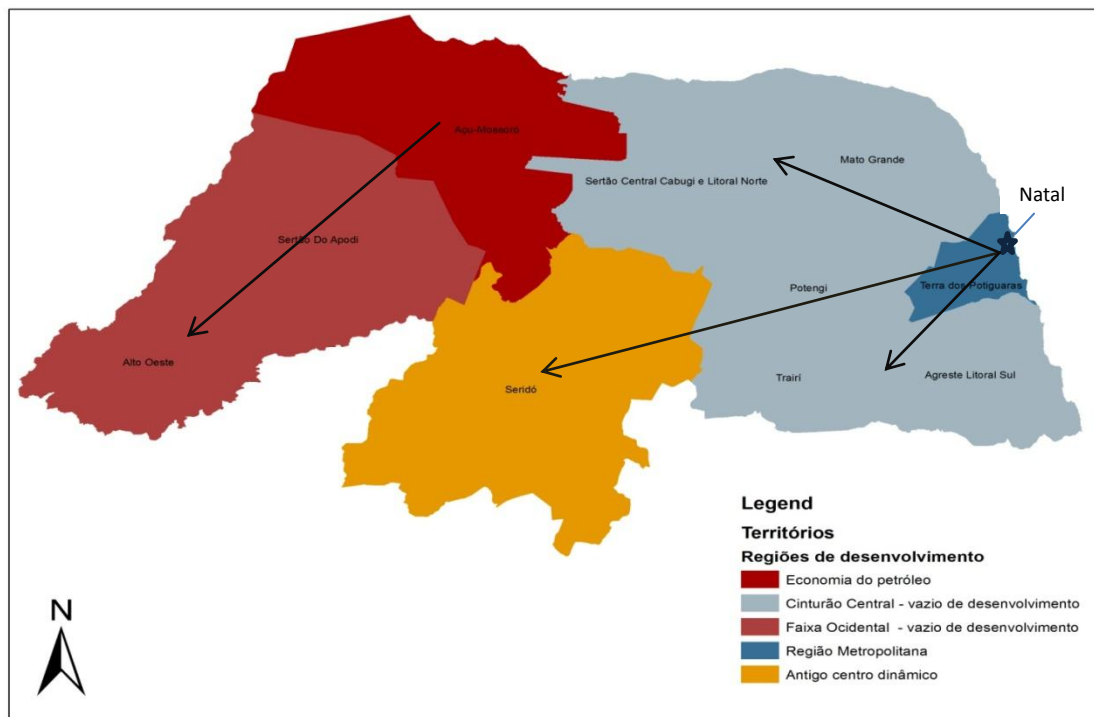 Açu-Mossoró
Mato Grande
Sertão Central Cabugi e Litoral Norte
Natal
Sertão Do Apodi
Potengi
Terra dos Potiguaras
Alto Oeste
Seridó
Trairí
Agreste Litoral Sul
Legend
Territórios
Regiões de desenvolvimento
Economia do petróleo
Cinturão Central - vazio de desenvolvimento
Faixa Ocidental - vazio de desenvolvimento
Região Metropolitana
Antigo centro dinâmico
N